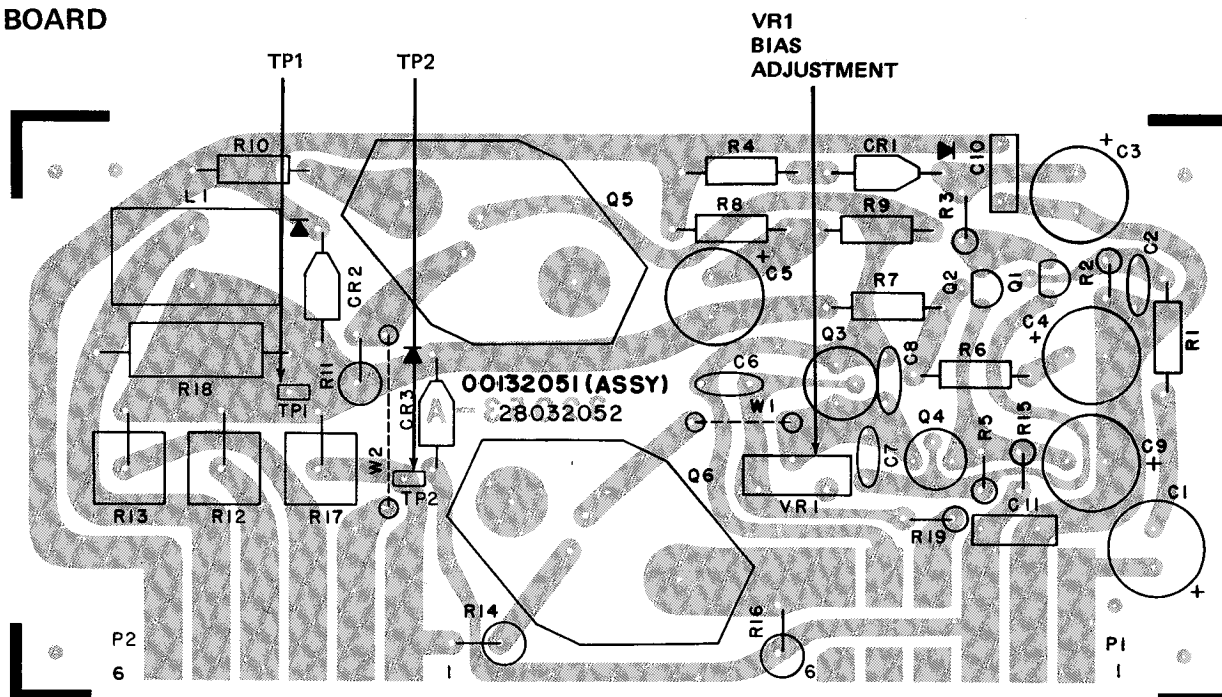 BOARD
VR1
BIAS
ADJUSTMENT
TP1
TP2
R10
L1
Q5
R4
CR1
C10
C3
R8
R9
R3
C5
C2
CR2
R7
Q2
Q1
R2
C4
R1
R18
R11
TP1
CR3
A
00132051 (ASSY)
28032052
C6
W1
Q3
C8
R6
Q4
R5
R15
C9
C7
R13
R12
R17
W2
TP2
Q6
VR1
R19
C11
C1
R14
R16
P2
6
1
6
P1
1